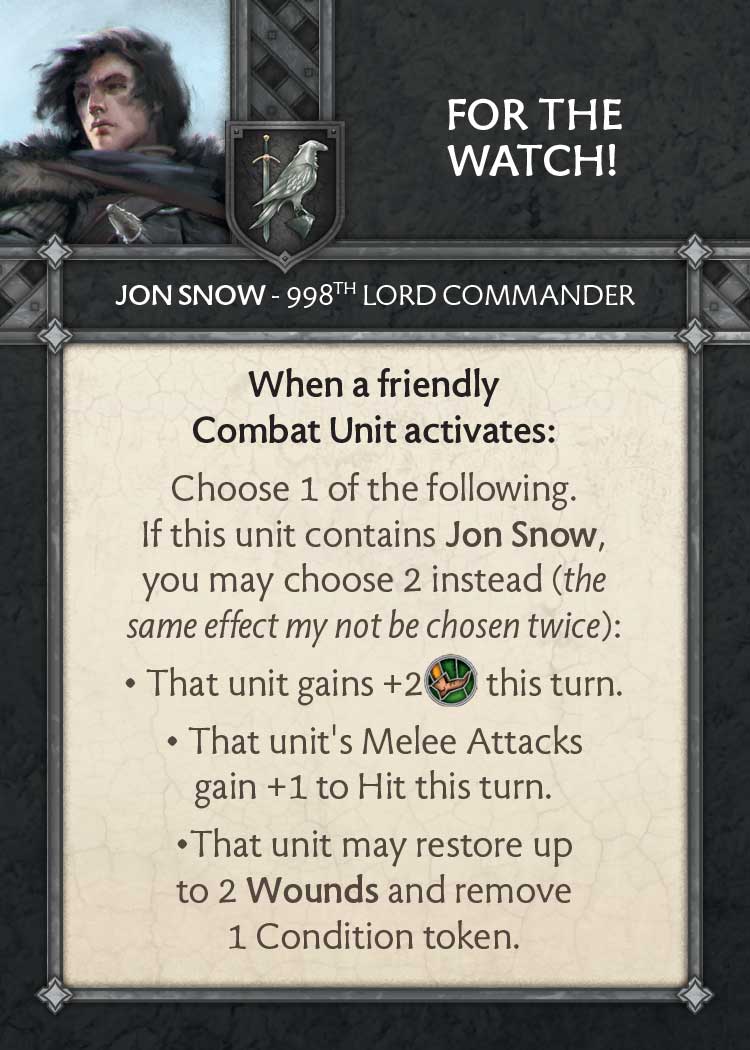 FOR THE
WATCH!
JON SNOW - 998TH LORD COMMANDER
When a friendly
Combat Unit activates:
Choose 1 of the following.
If this unit contains Jon Snow,
you may choose 2 instead (the
same effect my not be chosen twice):
• That unit gains +2 this turn.
• That unit's Melee Attacks
gain +1 to Hit this turn.
•That unit may restore up
to 2 Wounds and remove
1 Condition token.